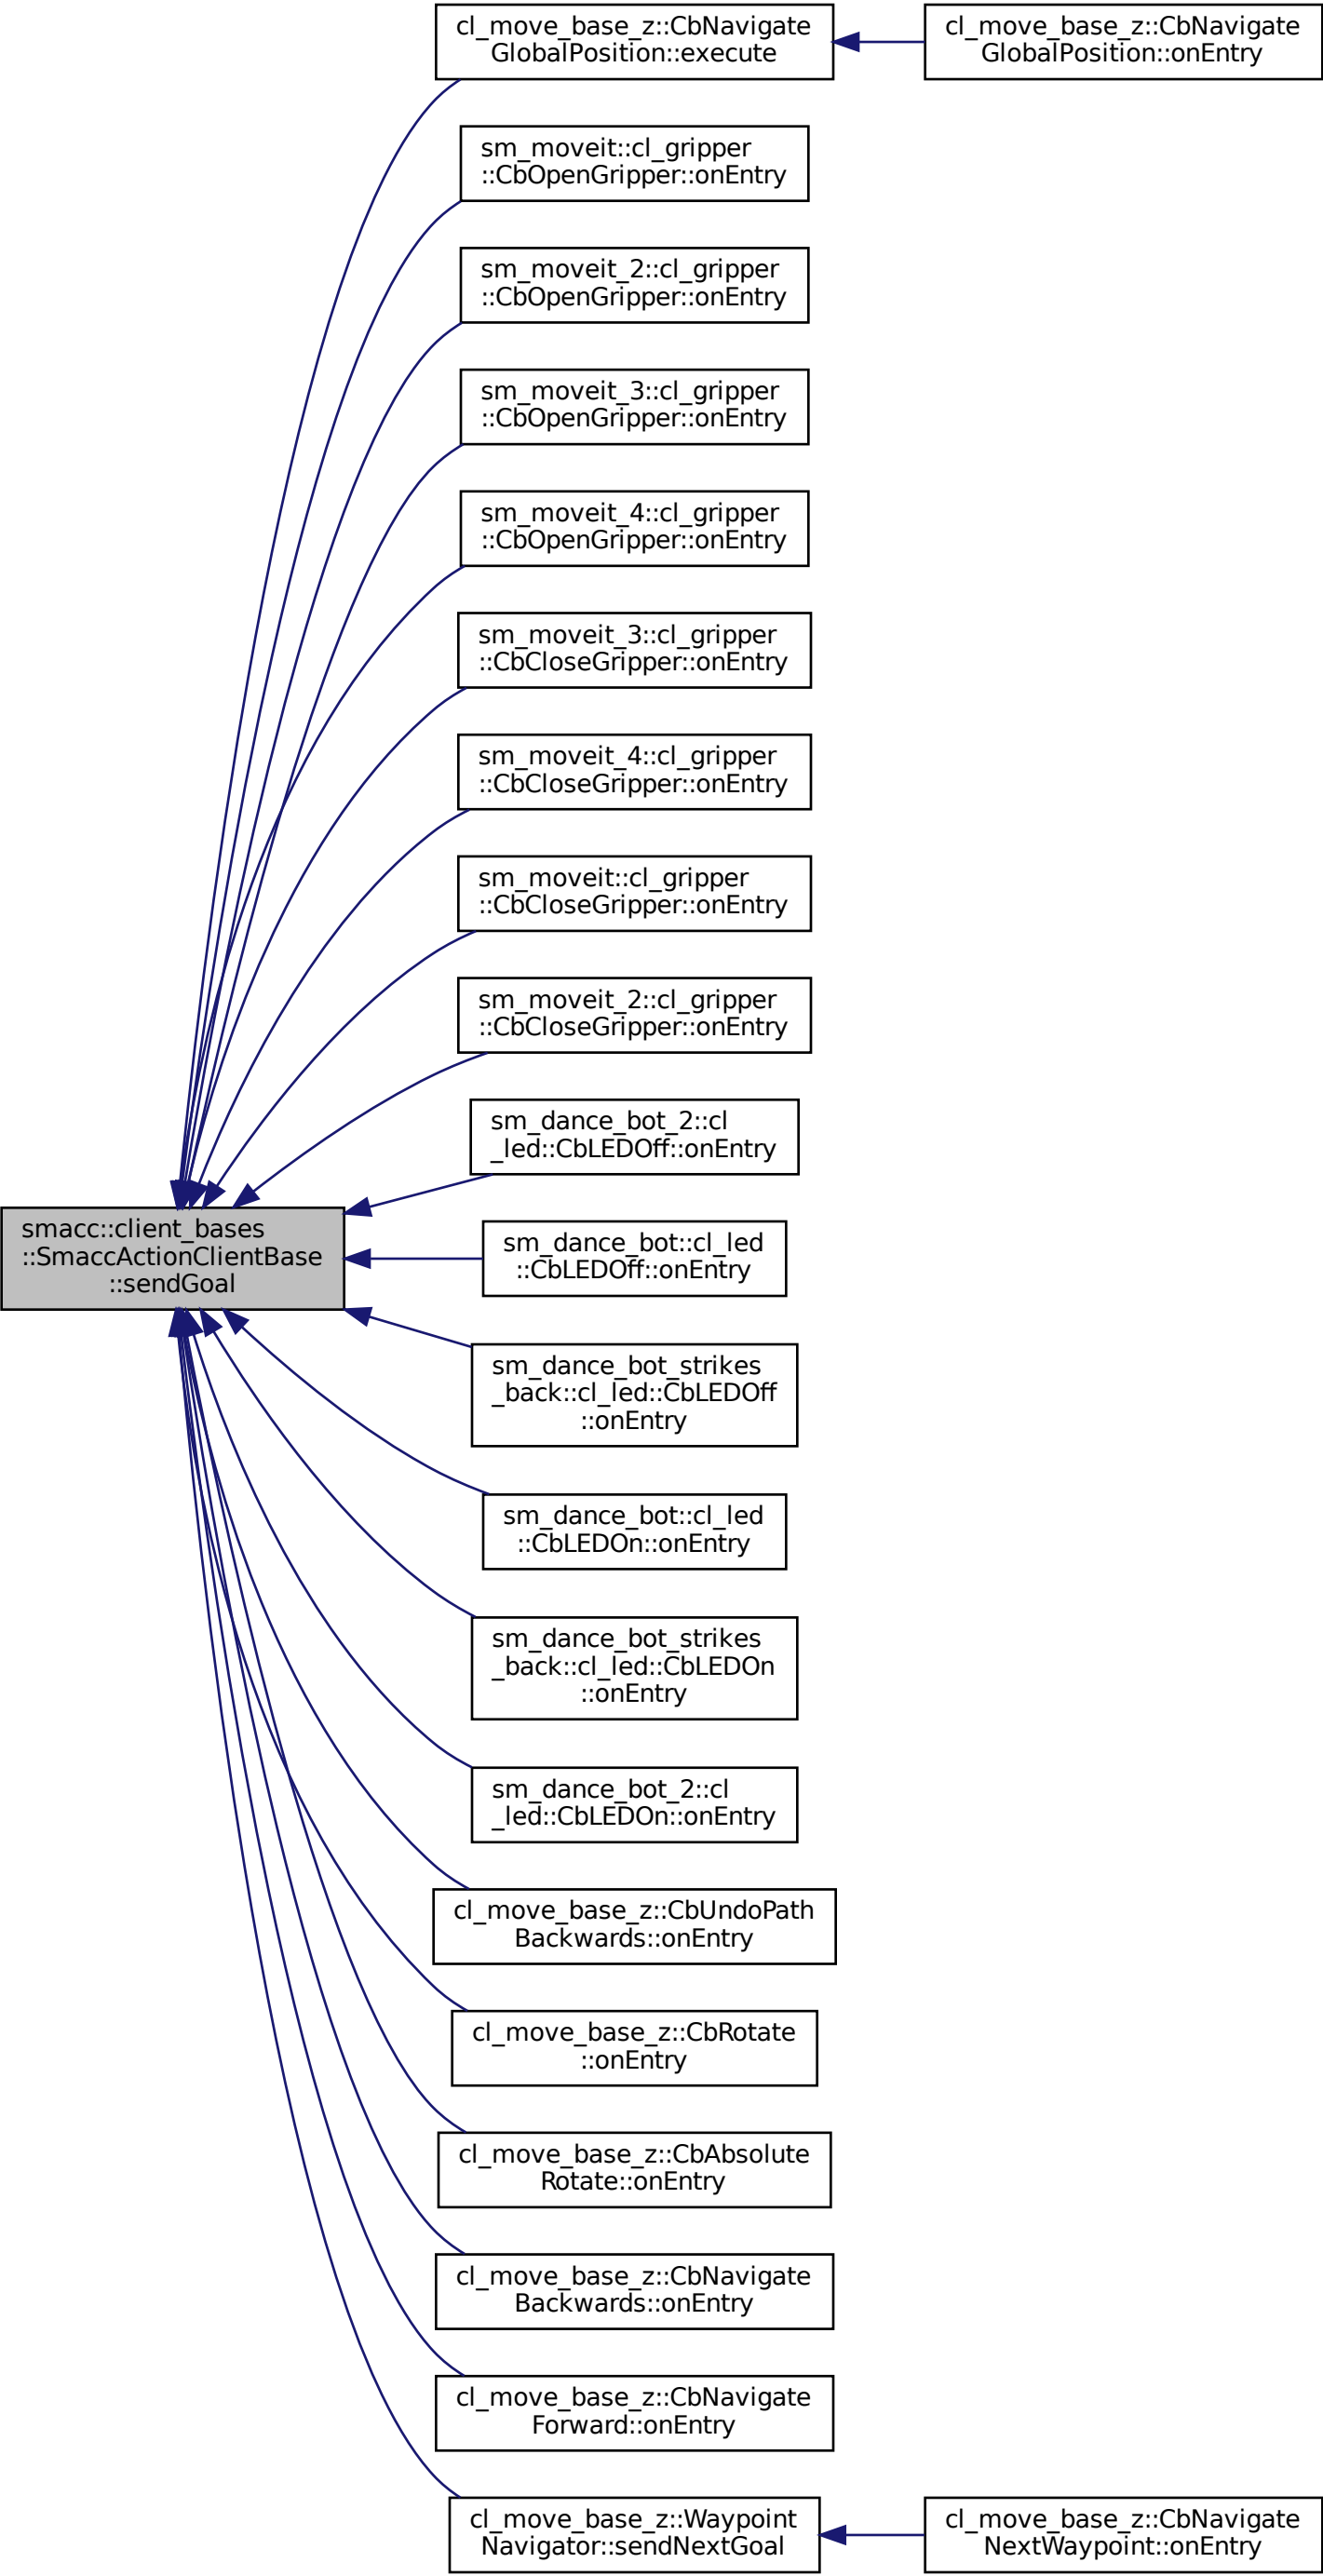 cl_move_base_z::CbNavigate
GlobalPosition::execute
cl_move_base_z::CbNavigate
GlobalPosition::onEntry
sm_moveit::cl_gripper
::CbOpenGripper::onEntry
sm_moveit_2::cl_gripper
::CbOpenGripper::onEntry
sm_moveit_3::cl_gripper
::CbOpenGripper::onEntry
sm_moveit_4::cl_gripper
::CbOpenGripper::onEntry
sm_moveit_3::cl_gripper
::CbCloseGripper::onEntry
sm_moveit_4::cl_gripper
::CbCloseGripper::onEntry
sm_moveit::cl_gripper
::CbCloseGripper::onEntry
sm_moveit_2::cl_gripper
::CbCloseGripper::onEntry
sm_dance_bot_2::cl
_led::CbLEDOff::onEntry
smacc::client_bases
::SmaccActionClientBase
::sendGoal
sm_dance_bot::cl_led
::CbLEDOff::onEntry
sm_dance_bot_strikes
_back::cl_led::CbLEDOff
::onEntry
sm_dance_bot::cl_led
::CbLEDOn::onEntry
sm_dance_bot_strikes
_back::cl_led::CbLEDOn
::onEntry
sm_dance_bot_2::cl
_led::CbLEDOn::onEntry
cl_move_base_z::CbUndoPath
Backwards::onEntry
cl_move_base_z::CbRotate
::onEntry
cl_move_base_z::CbAbsolute
Rotate::onEntry
cl_move_base_z::CbNavigate
Backwards::onEntry
cl_move_base_z::CbNavigate
Forward::onEntry
cl_move_base_z::Waypoint
Navigator::sendNextGoal
cl_move_base_z::CbNavigate
NextWaypoint::onEntry